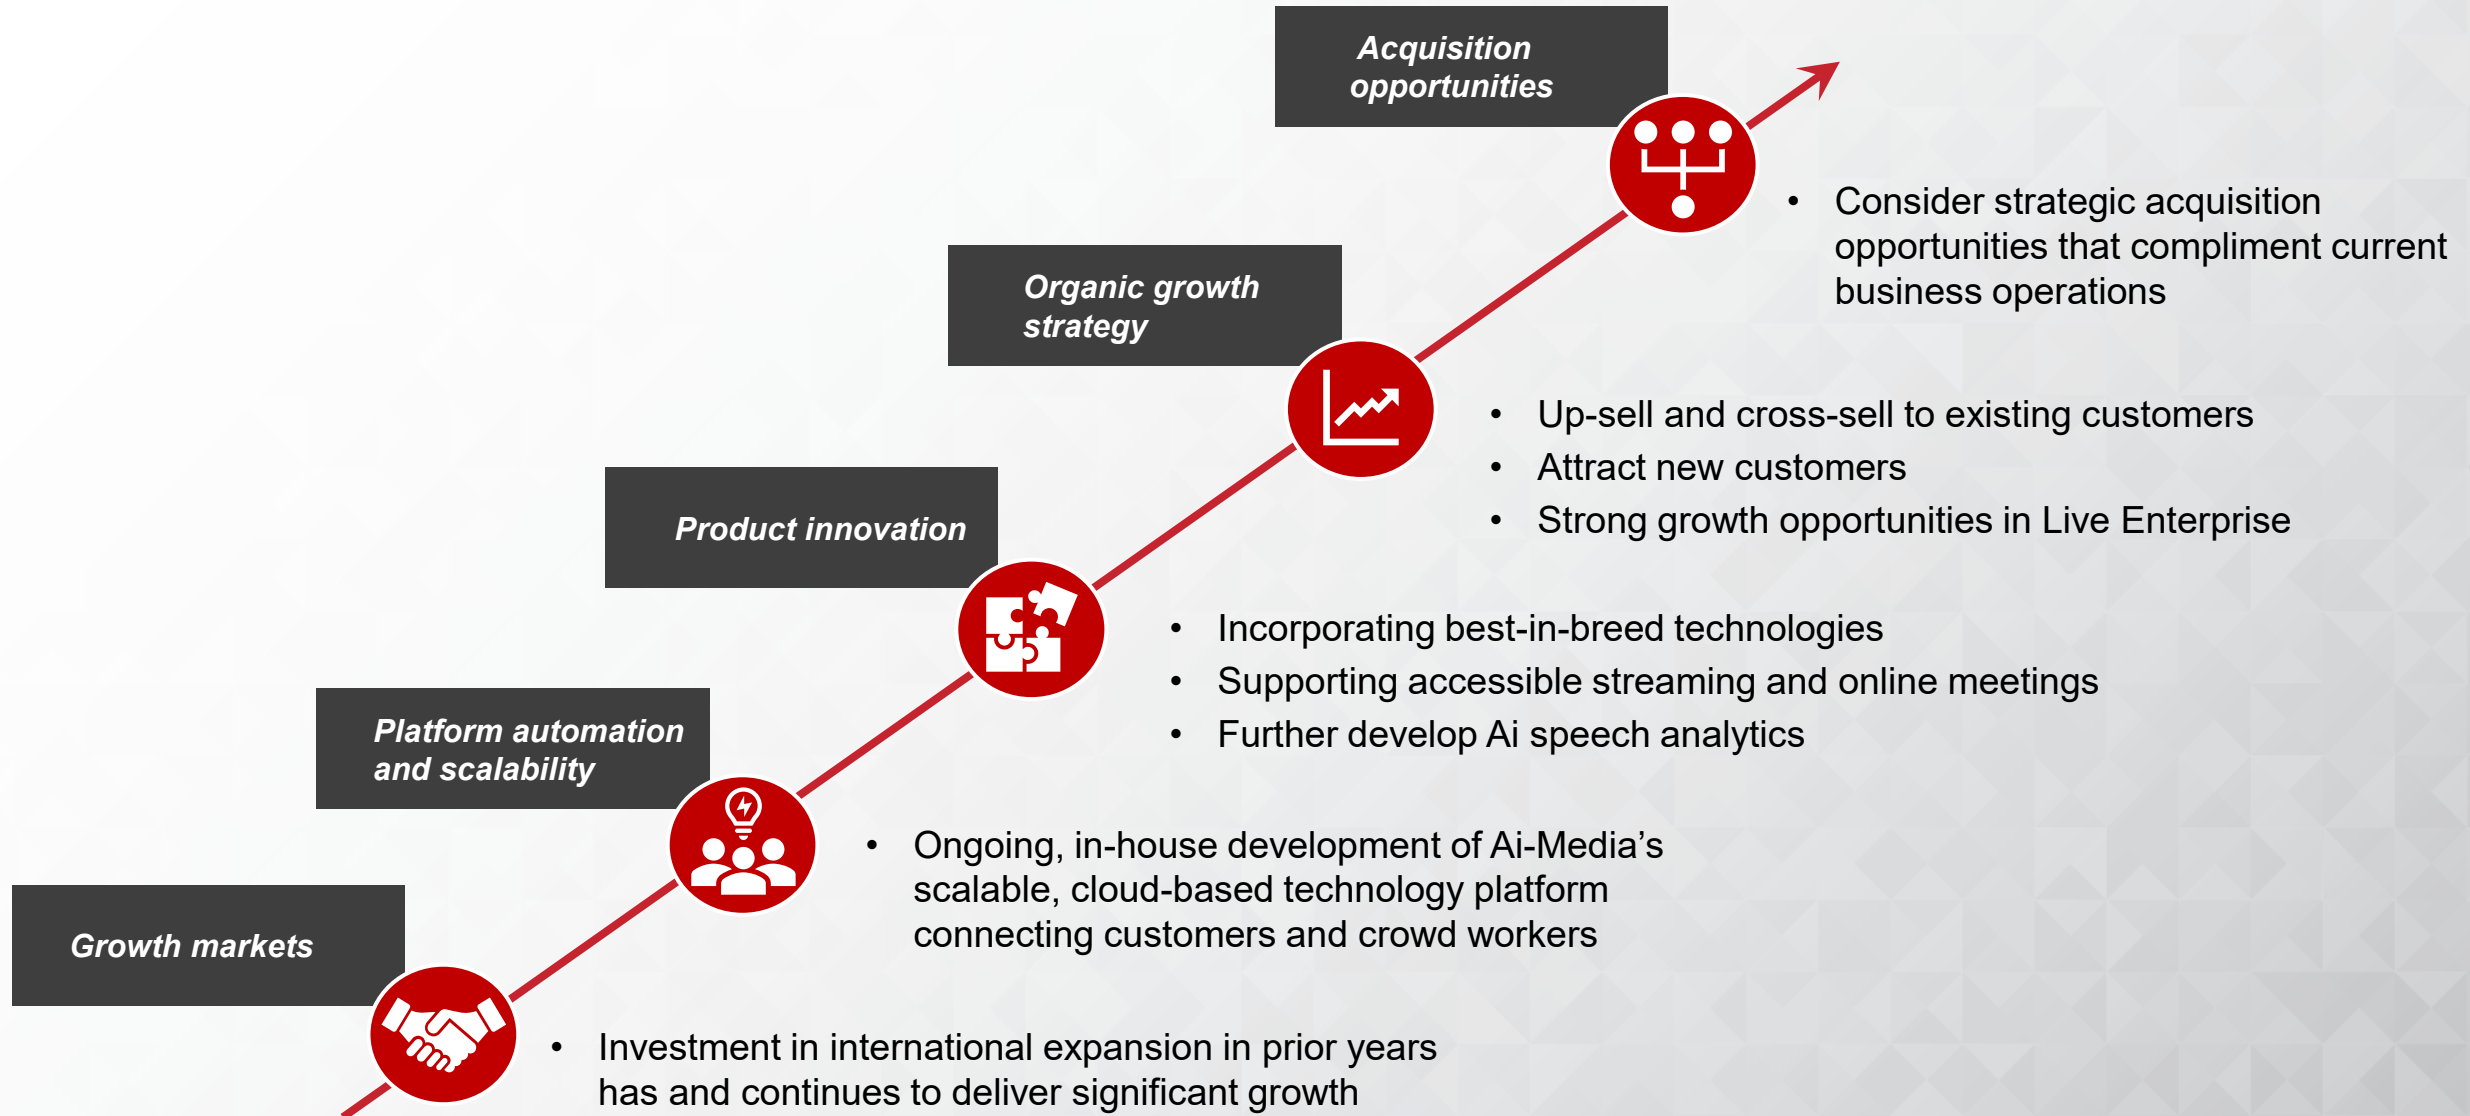 Acquisition
opportunities
• Consider strategic acquisition
opportunities that compliment current
business operations
Organic growth
strategy
• Up-sell and cross-sell to existing customers
• Attract new customers
• Strong growth opportunities in Live Enterprise
Product innovation
• Incorporating best-in-breed technologies
• Supporting accessible streaming and online meetings
• Further develop Ai speech analytics
Platform automation
and scalability
• Ongoing, in-house development of Ai-Media’s
scalable, cloud-based technology platform
connecting customers and crowd workers
Growth markets
• Investment in international expansion in prior years
has and continues to deliver significant growth